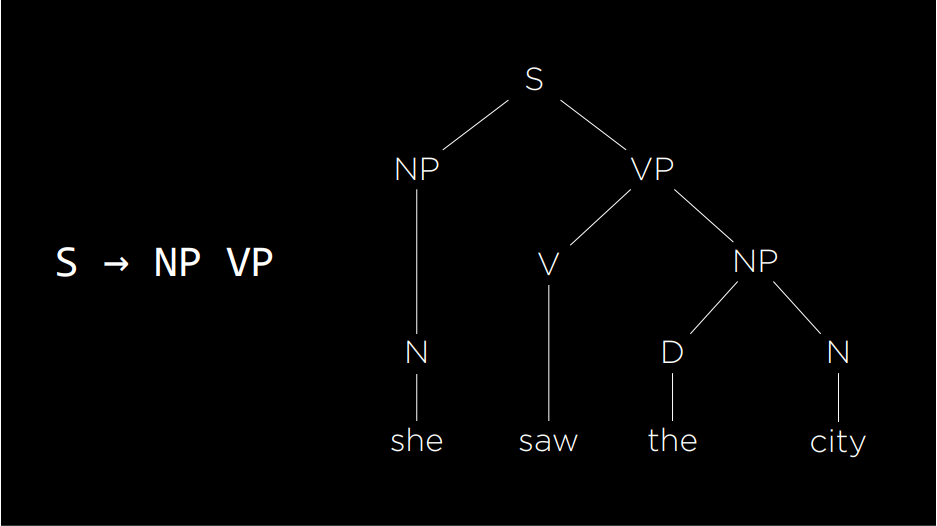 S
NP VP
V NP
S → NP VP
N D N
she saw the city